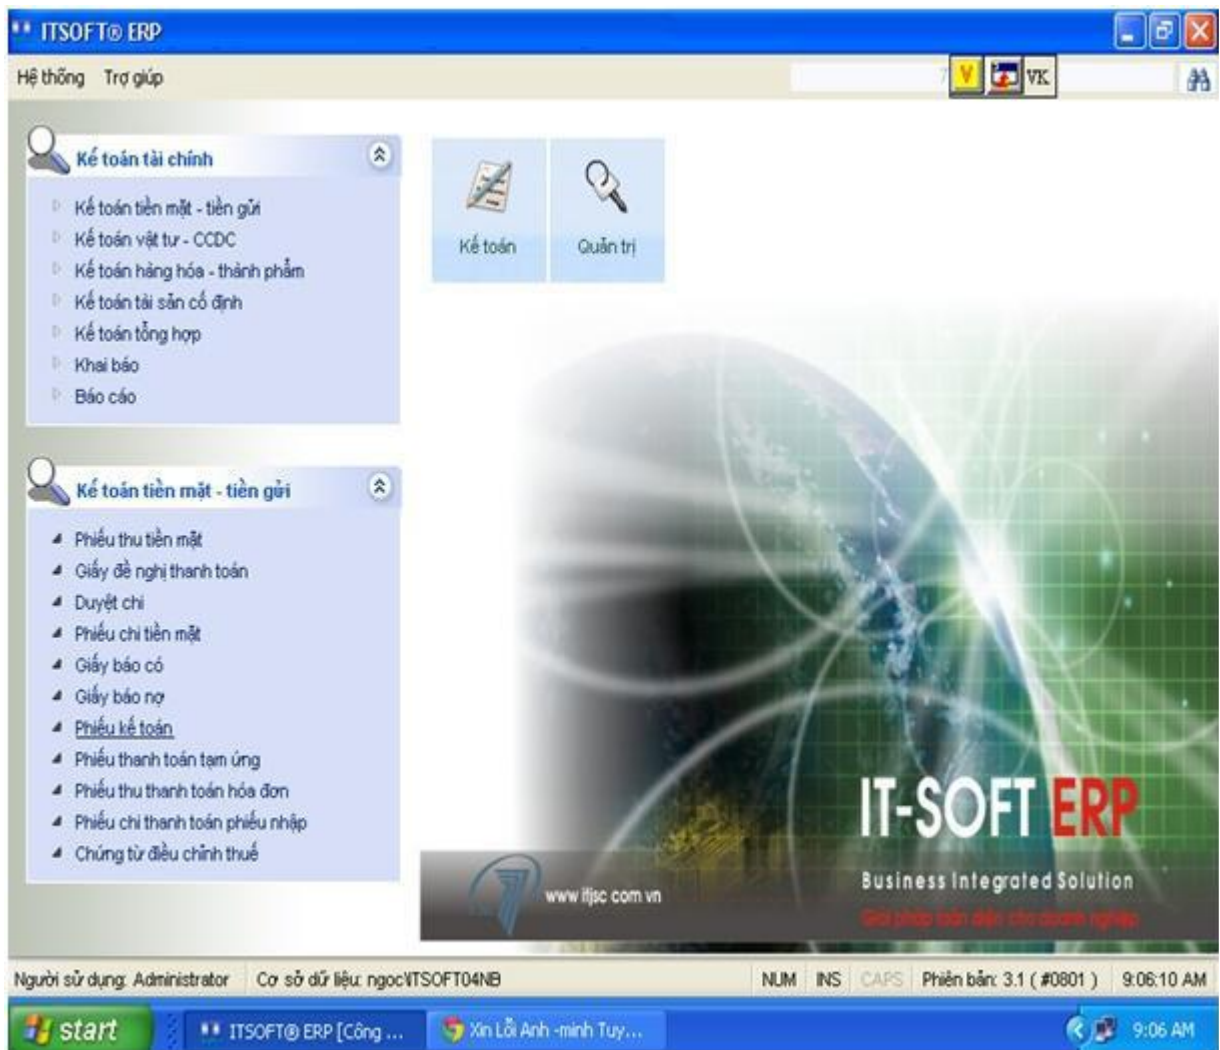 ITSOFT® ERP
Hệ thống Trợ giúp
V VK
Kế toán tài chính
Kế toán tiền mặt - tiền gửi
Kế toán vật tư - CCDC
Kế toán hàng hóa - thành phẩm
Kế toán tài sản cố định
Kế toán tổng hợp
Khai báo
Báo cáo
Kế toán Quản trị
Kế toán tiền mặt - tiền gửi
Phiếu thu tiền mặt
Giấy đề nghị thanh toán
Duyệt chi
Phiếu chi tiền mặt
Giấy báo có
Giấy báo nợ
Phiếu kế toán
Phiếu thanh toán tạm ứng
Phiếu thu thanh toán hóa đơn
Phiếu chi thanh toán phiếu nhập
Chứng từ điều chỉnh thuế
IT-SOFT ERP
Business Integrated Solution
Giải pháp toàn diện cho doanh nghiệp
www itjsc com vn
Người sử dụng: Administrator Cơ sở dữ liệu: ngoc\ITSOFT04NB NUM INS CAPS Phiên bản: 3.1 ( #0801 ) 9:06:10 AM
start ITSOFT® ERP [Công ... Xin Lỗi Anh -minh Tuy... 9:06 AM